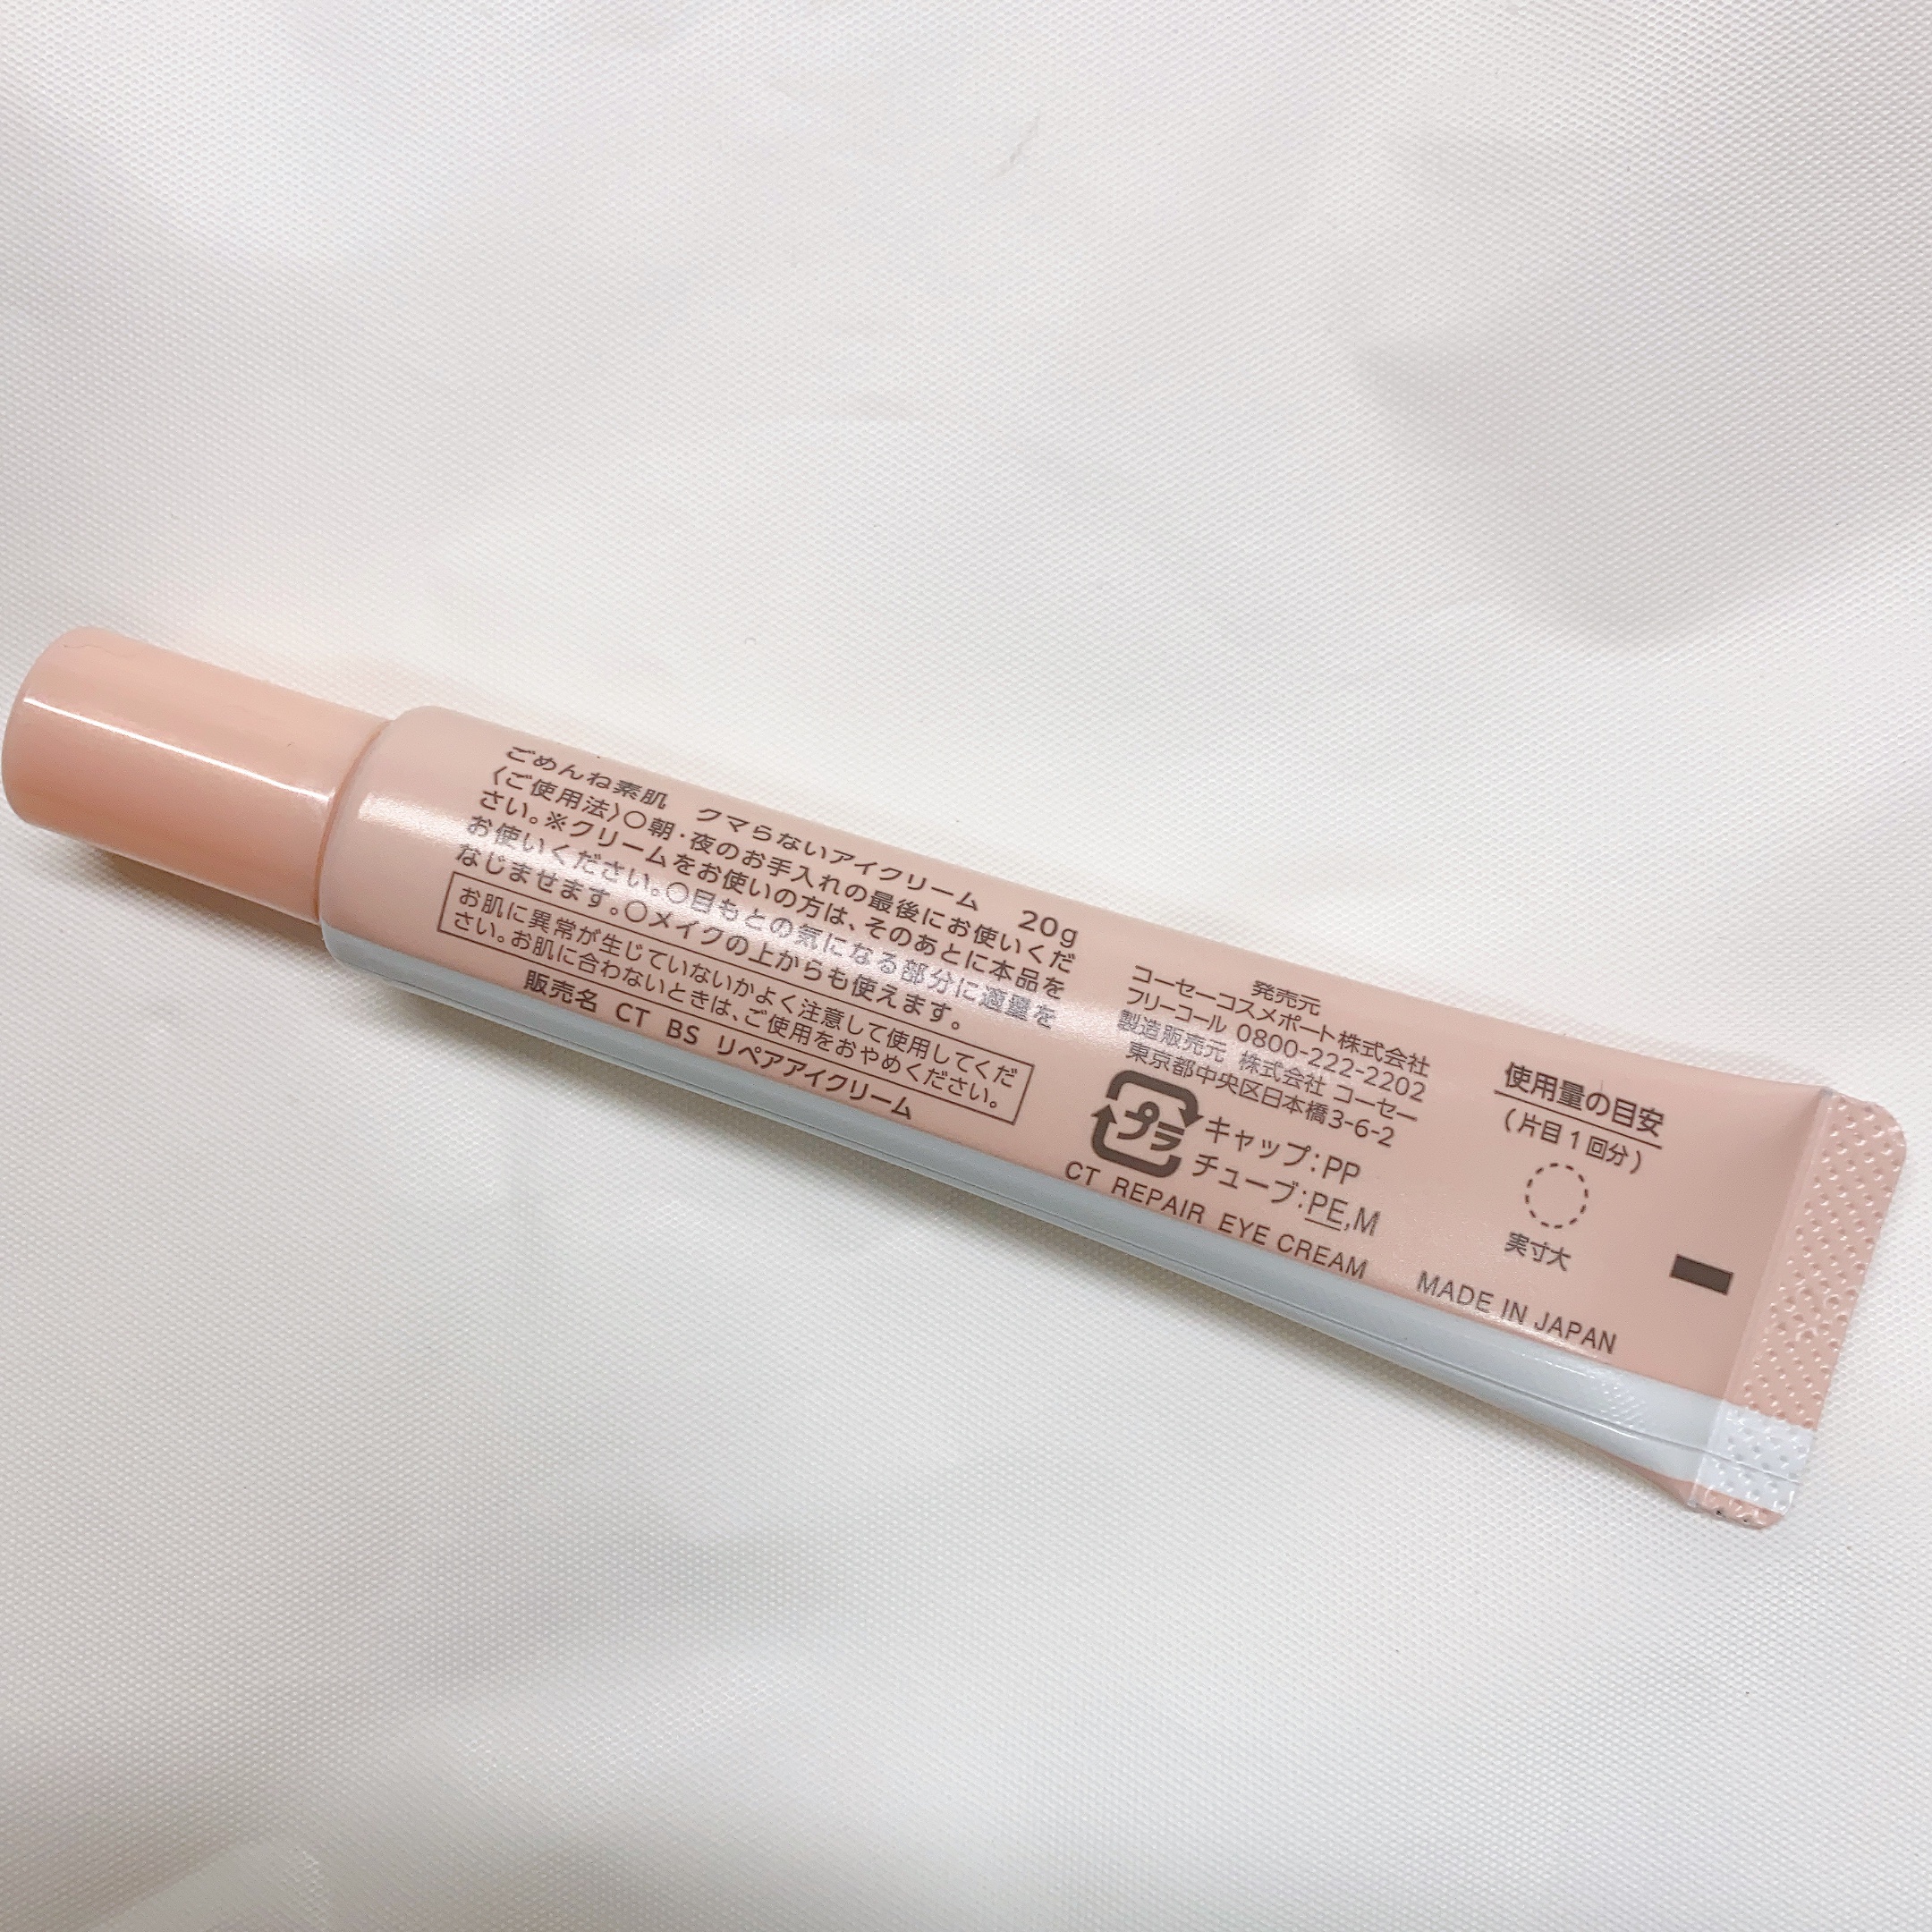 ごめんね素肌　クマらないアイクリーム　20g
〈ご使用法〉〇朝・夜のお手入れの最後にお使いくだ
さい。※クリームをお使いの方は、そのあとに本品を
お使いください。〇目もとの気になる部分に適量を
なじませます。〇メイクの上からも使えます。
お肌に異常が生じていないかよく注意して使用してくだ
さい。お肌に合わないときは、ご使用をおやめください。
販売名 CT BS リペアアイクリーム
発売元
コーセーコスメポート株式会社
フリーコール 0800-222-2202
製造販売元 株式会社 コーセー
東京都中央区日本橋3-6-2
プラ
キャップ:PP
チューブ:PE,M
CT REPAIR EYE CREAM
MADE IN JAPAN
使用量の目安
(片目1回分)
実寸大